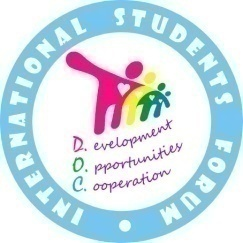 INTERNATIONAL STUDENTS FORUM
D. evelopment
O. pportunities
C. ooperation